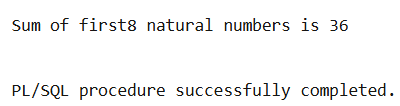 Sum of first8 natural numbers is 36
PL/SQL procedure successfully completed.